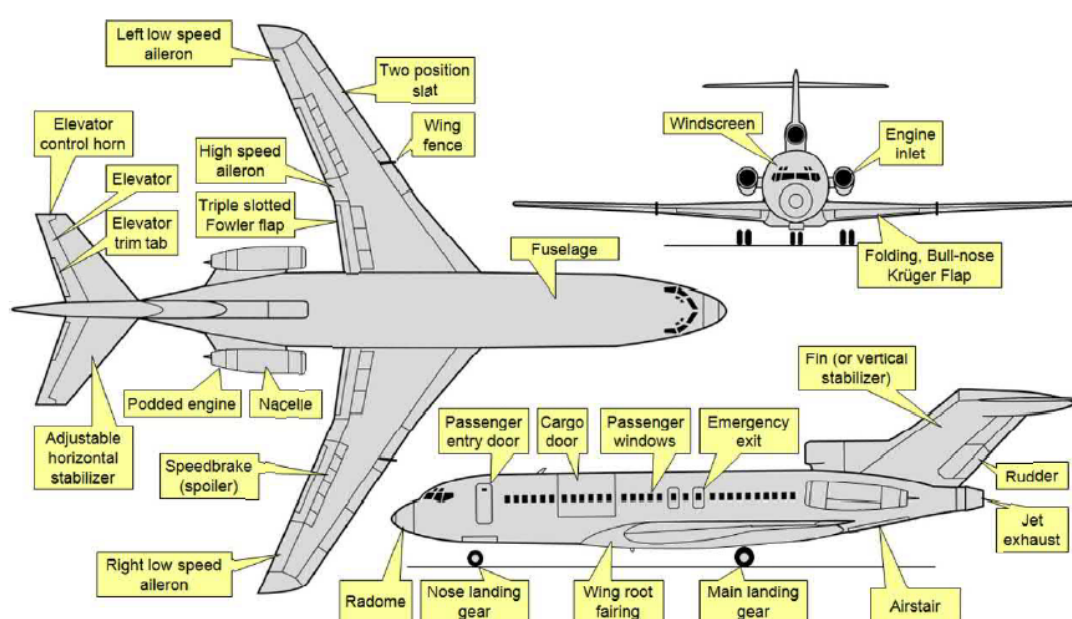 Left low speed
aileron
Two position
slat
Elevator
control horn
Wing
fence
High speed
aileron
Elevator
Triple slotted
Fowler flap
Elevator
trim tab
Fuselage
Windscreen
Engine
inlet
Folding, Bull-nose
Krüger Flap
Podded engine
Nacelle
Adjustable
horizontal
stabilizer
Speedbrake
(spoiler)
Right low speed
aileron
Fin (or vertical
stabilizer)
Passenger
entry door
Cargo
door
Passenger
windows
Emergency
exit
Rudder
Jet
exhaust
Radome
Nose landing
gear
Wing root
fairing
Main landing
gear
Airstair